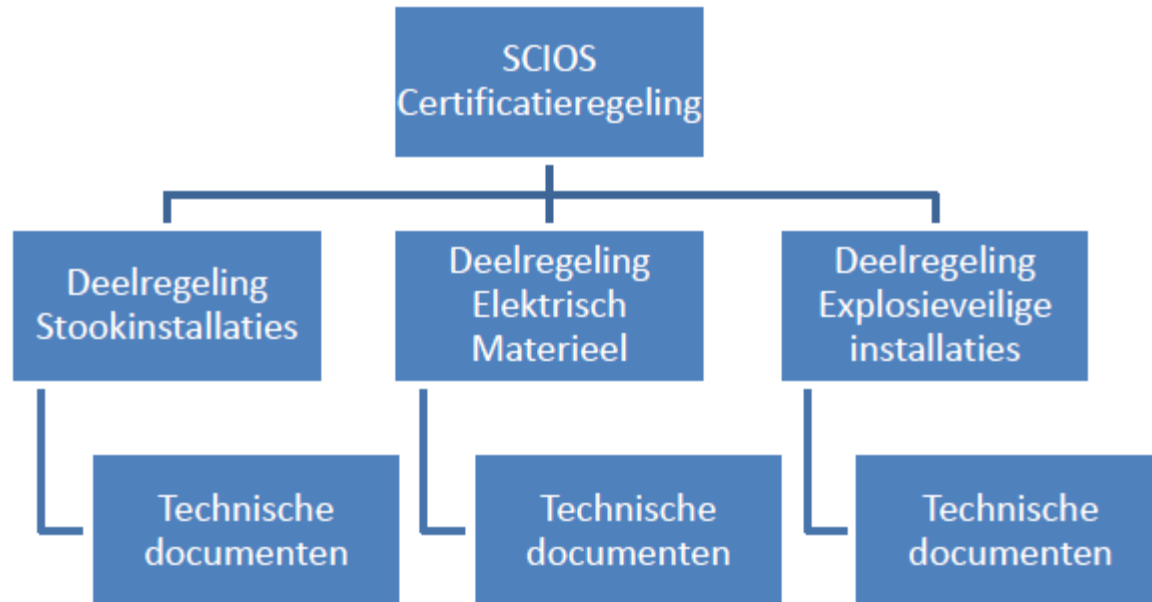 SCIOS
Certificatieregeling
Deelregeling
Stookinstallaties
Deelregeling
Elektrisch
Materieel
Deelregeling
Explosieveilige
installaties
Technische
documenten
Technische
documenten
Technische
documenten